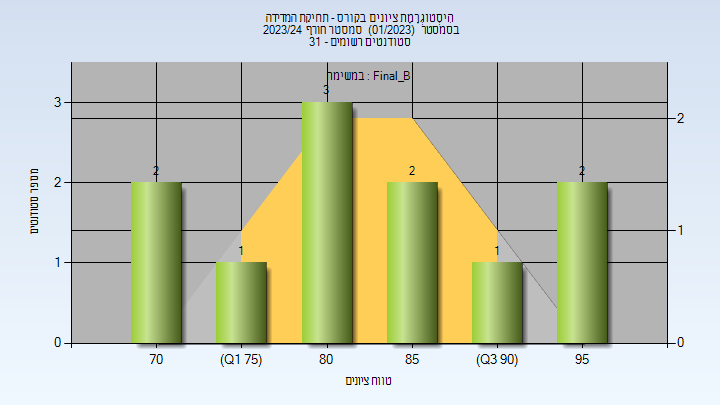 היסטוגרמת ציונים בקורס - תחיקת המדידה
בסמסטר (01/2023) סמסטר חורף 2023/24
סטודנטים רשומים - 31
במשימר : Final_B
מספר סטודנטים
3
2
1
0
2
1
3
2
1
2
2
1
0
70
(Q1 75)
80
85
(Q3 90)
95
טווח ציונים